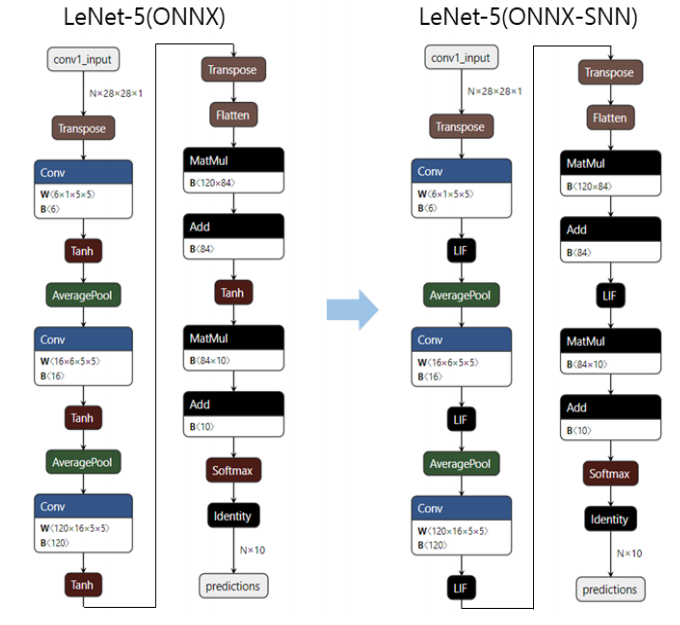 LeNet-5(ONNX)
conv1_input
N×28×28×1
Transpose
Conv
W⟨6×1×5×5⟩
B⟨6⟩
Tanh
AveragePool
Conv
W⟨16×6×5×5⟩
B⟨16⟩
Tanh
AveragePool
Conv
W⟨120×16×5×5⟩
B⟨120⟩
Tanh
Transpose
Flatten
MatMul
B⟨120×84⟩
Add
B⟨84⟩
Tanh
MatMul
B⟨84×10⟩
Add
B⟨10⟩
Softmax
Identity
N×10
predictions
LeNet-5(ONNX-SNN)
conv1_input
N×28×28×1
Transpose
Conv
W⟨6×1×5×5⟩
B⟨6⟩
LIF
AveragePool
Conv
W⟨16×6×5×5⟩
B⟨16⟩
LIF
AveragePool
Conv
W⟨120×16×5×5⟩
B⟨120⟩
LIF
Transpose
Flatten
MatMul
B⟨120×84⟩
Add
B⟨84⟩
LIF
MatMul
B⟨84×10⟩
Add
B⟨10⟩
Softmax
Identity
N×10
predictions